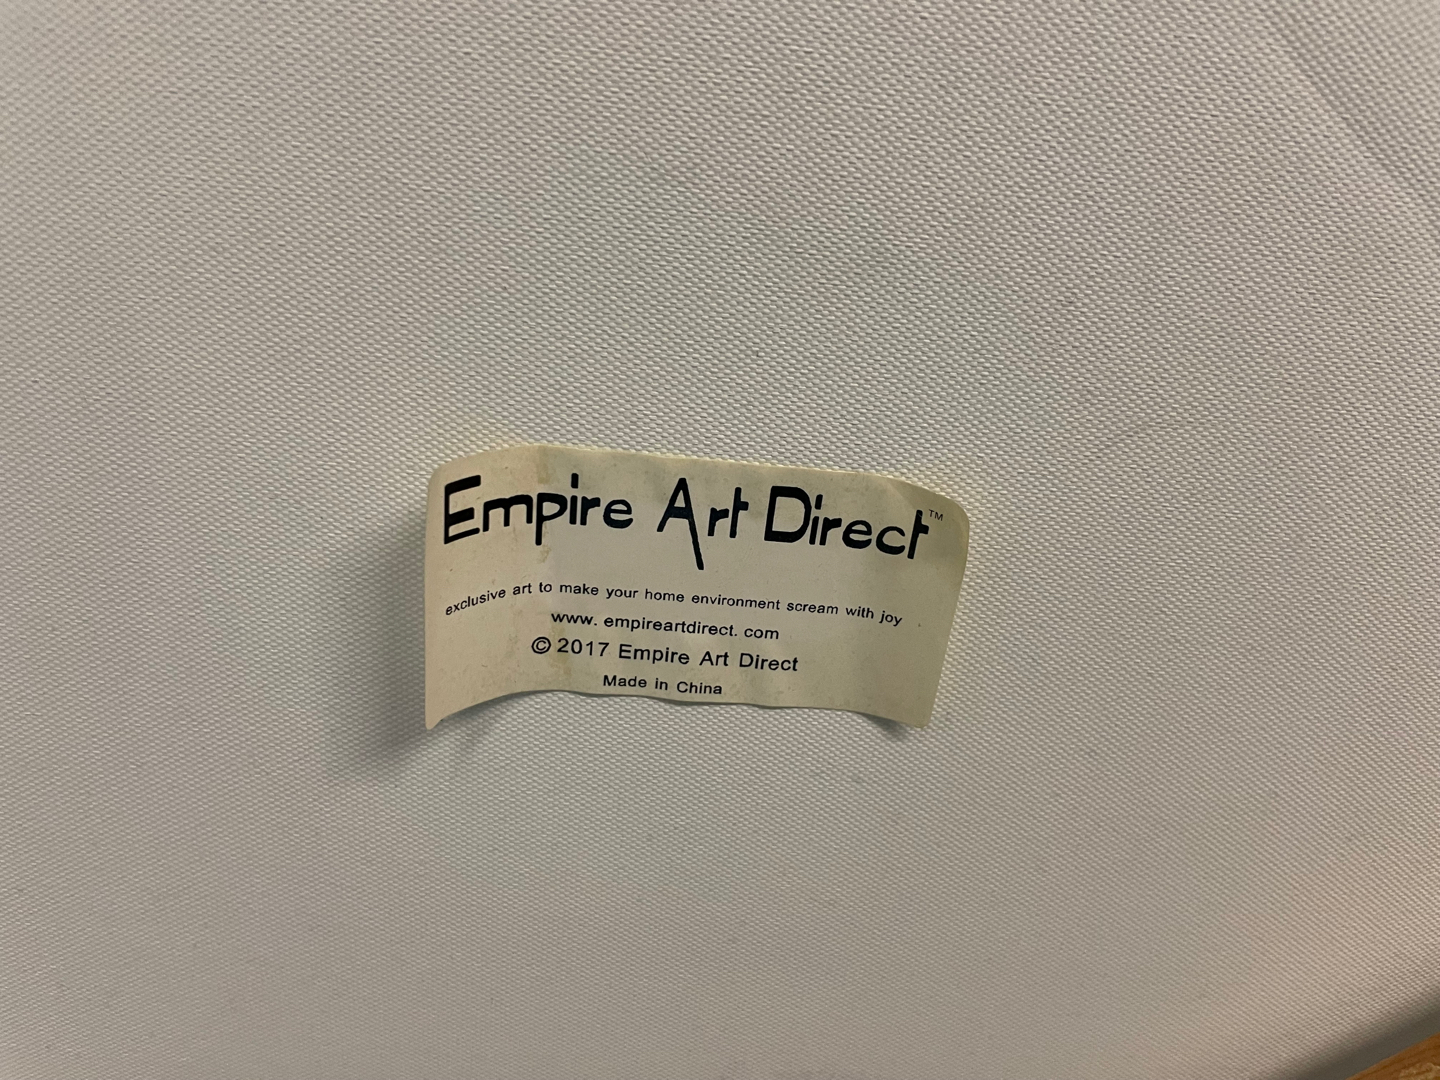 Empire Art Direct™
exclusive art to make your home environment scream with joy
www. empireartdirect. com
© 2017 Empire Art Direct
Made in China